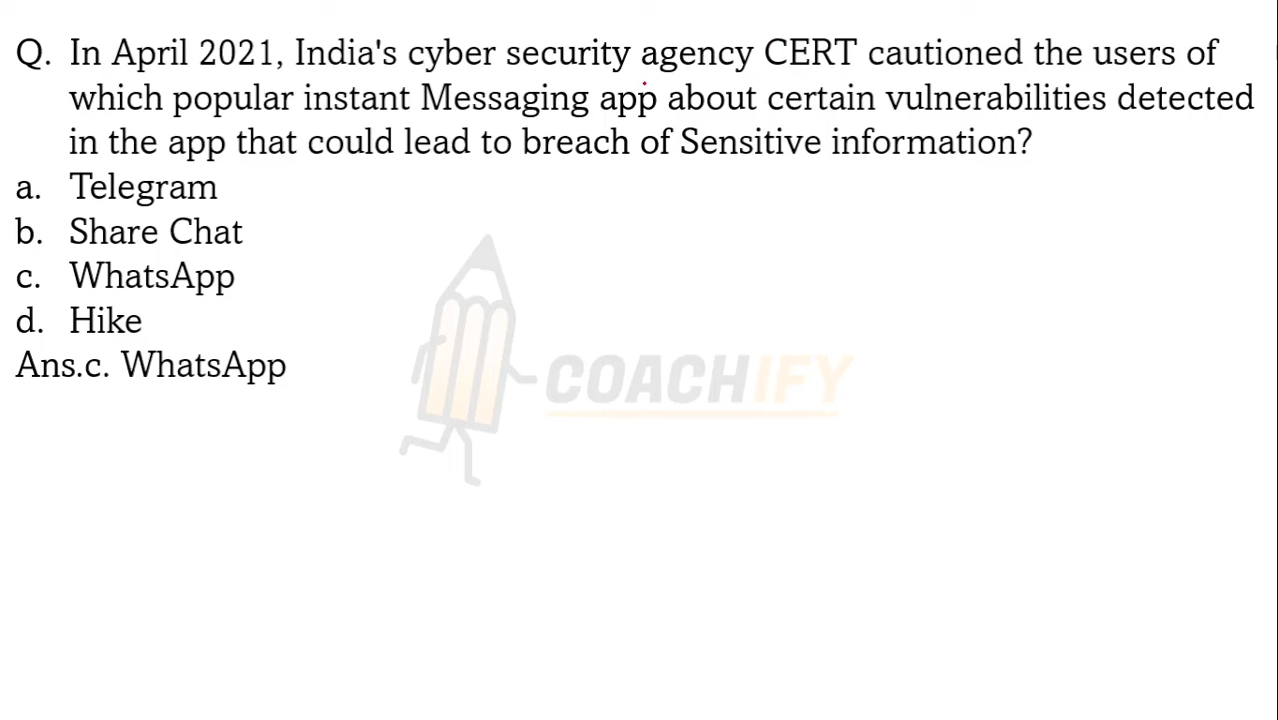 Q. In April 2021, India's cyber security agency CERT cautioned the users of
which popular instant Messaging app about certain vulnerabilities detected
in the app that could lead to breach of Sensitive information?
a. Telegram
b. Share Chat
c. WhatsApp
d. Hike
Ans.c. WhatsApp
COACHIFY